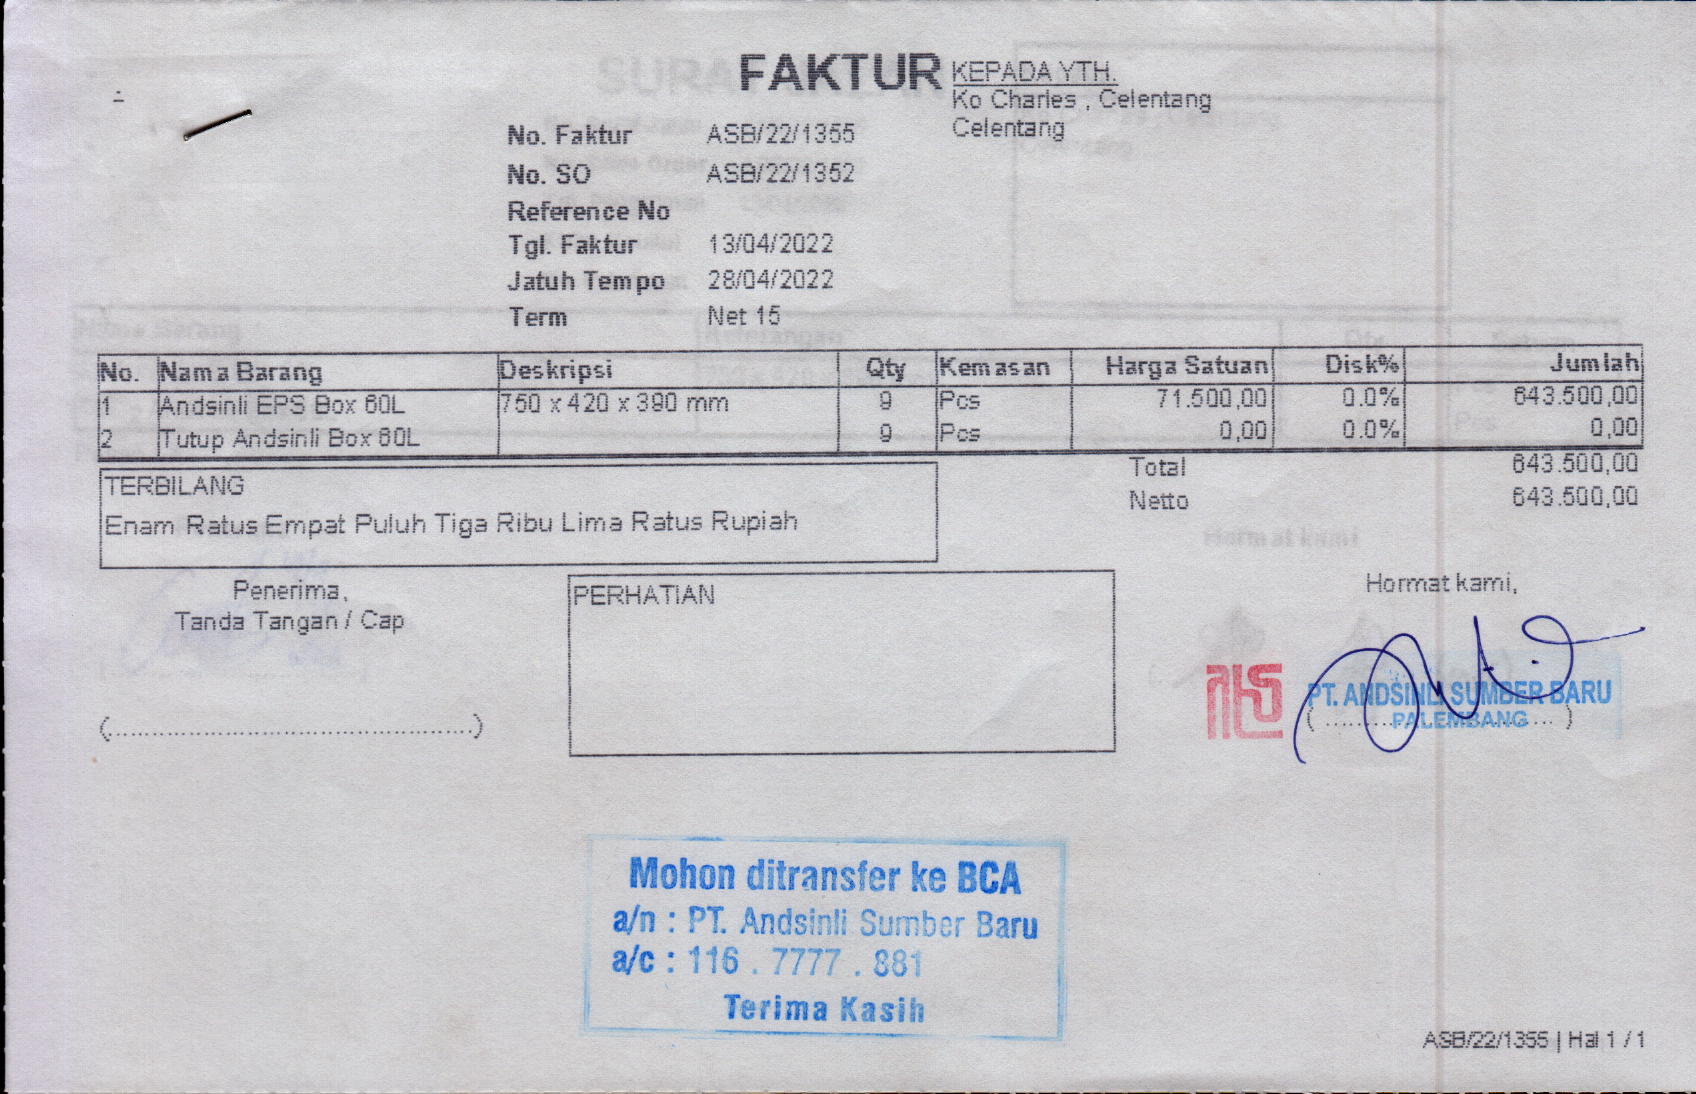 FAKTUR
KEPADA YTH.
Ko Charles , Celentang
Celentang
No. Faktur ASB/22/1355
No. SO ASB/22/1352
Reference No
Tgl. Faktur 13/04/2022
Jatuh Tempo 28/04/2022
Term Net 15
No. Nama Barang Deskripsi Qty Kemasan Harga Satuan Disk% Jumlah
1 Andsinli EPS Box 60L 750 x 420 x 390 mm 9 Pcs 71.500,00 0.0% 643.500,00
2 Tutup Andsinli Box 60L 9 Pcs 0,00 0.0% 0,00
Total 643.500,00
Netto 643.500,00
TERBILANG
Enam Ratus Empat Puluh Tiga Ribu Lima Ratus Rupiah
Penerima,
Tanda Tangan / Cap
PERHATIAN
Hormat kami,
PT. ANDSINLI SUMBER BARU
PALEMBANG
Mohon ditransfer ke BCA
a/n : PT. Andsinli Sumber Baru
a/c : 116 . 7777 . 881
Terima Kasih
ASB/22/1355 | Hal 1 / 1